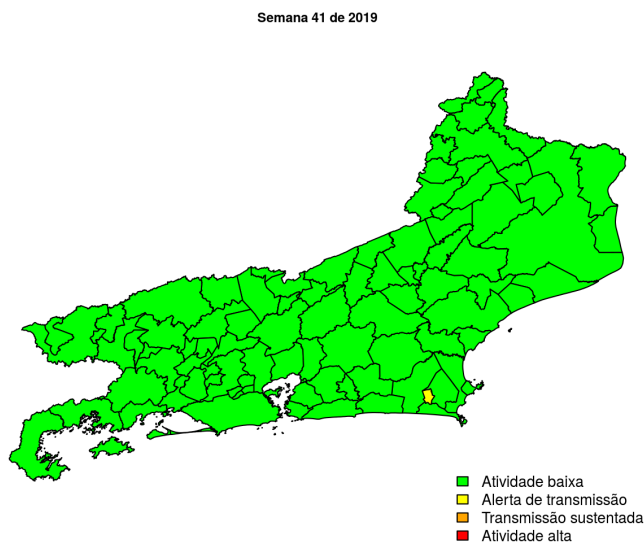 Semana 41 de 2019
Atividade baixa
Alerta de transmissão
Transmissão sustentada
Atividade alta